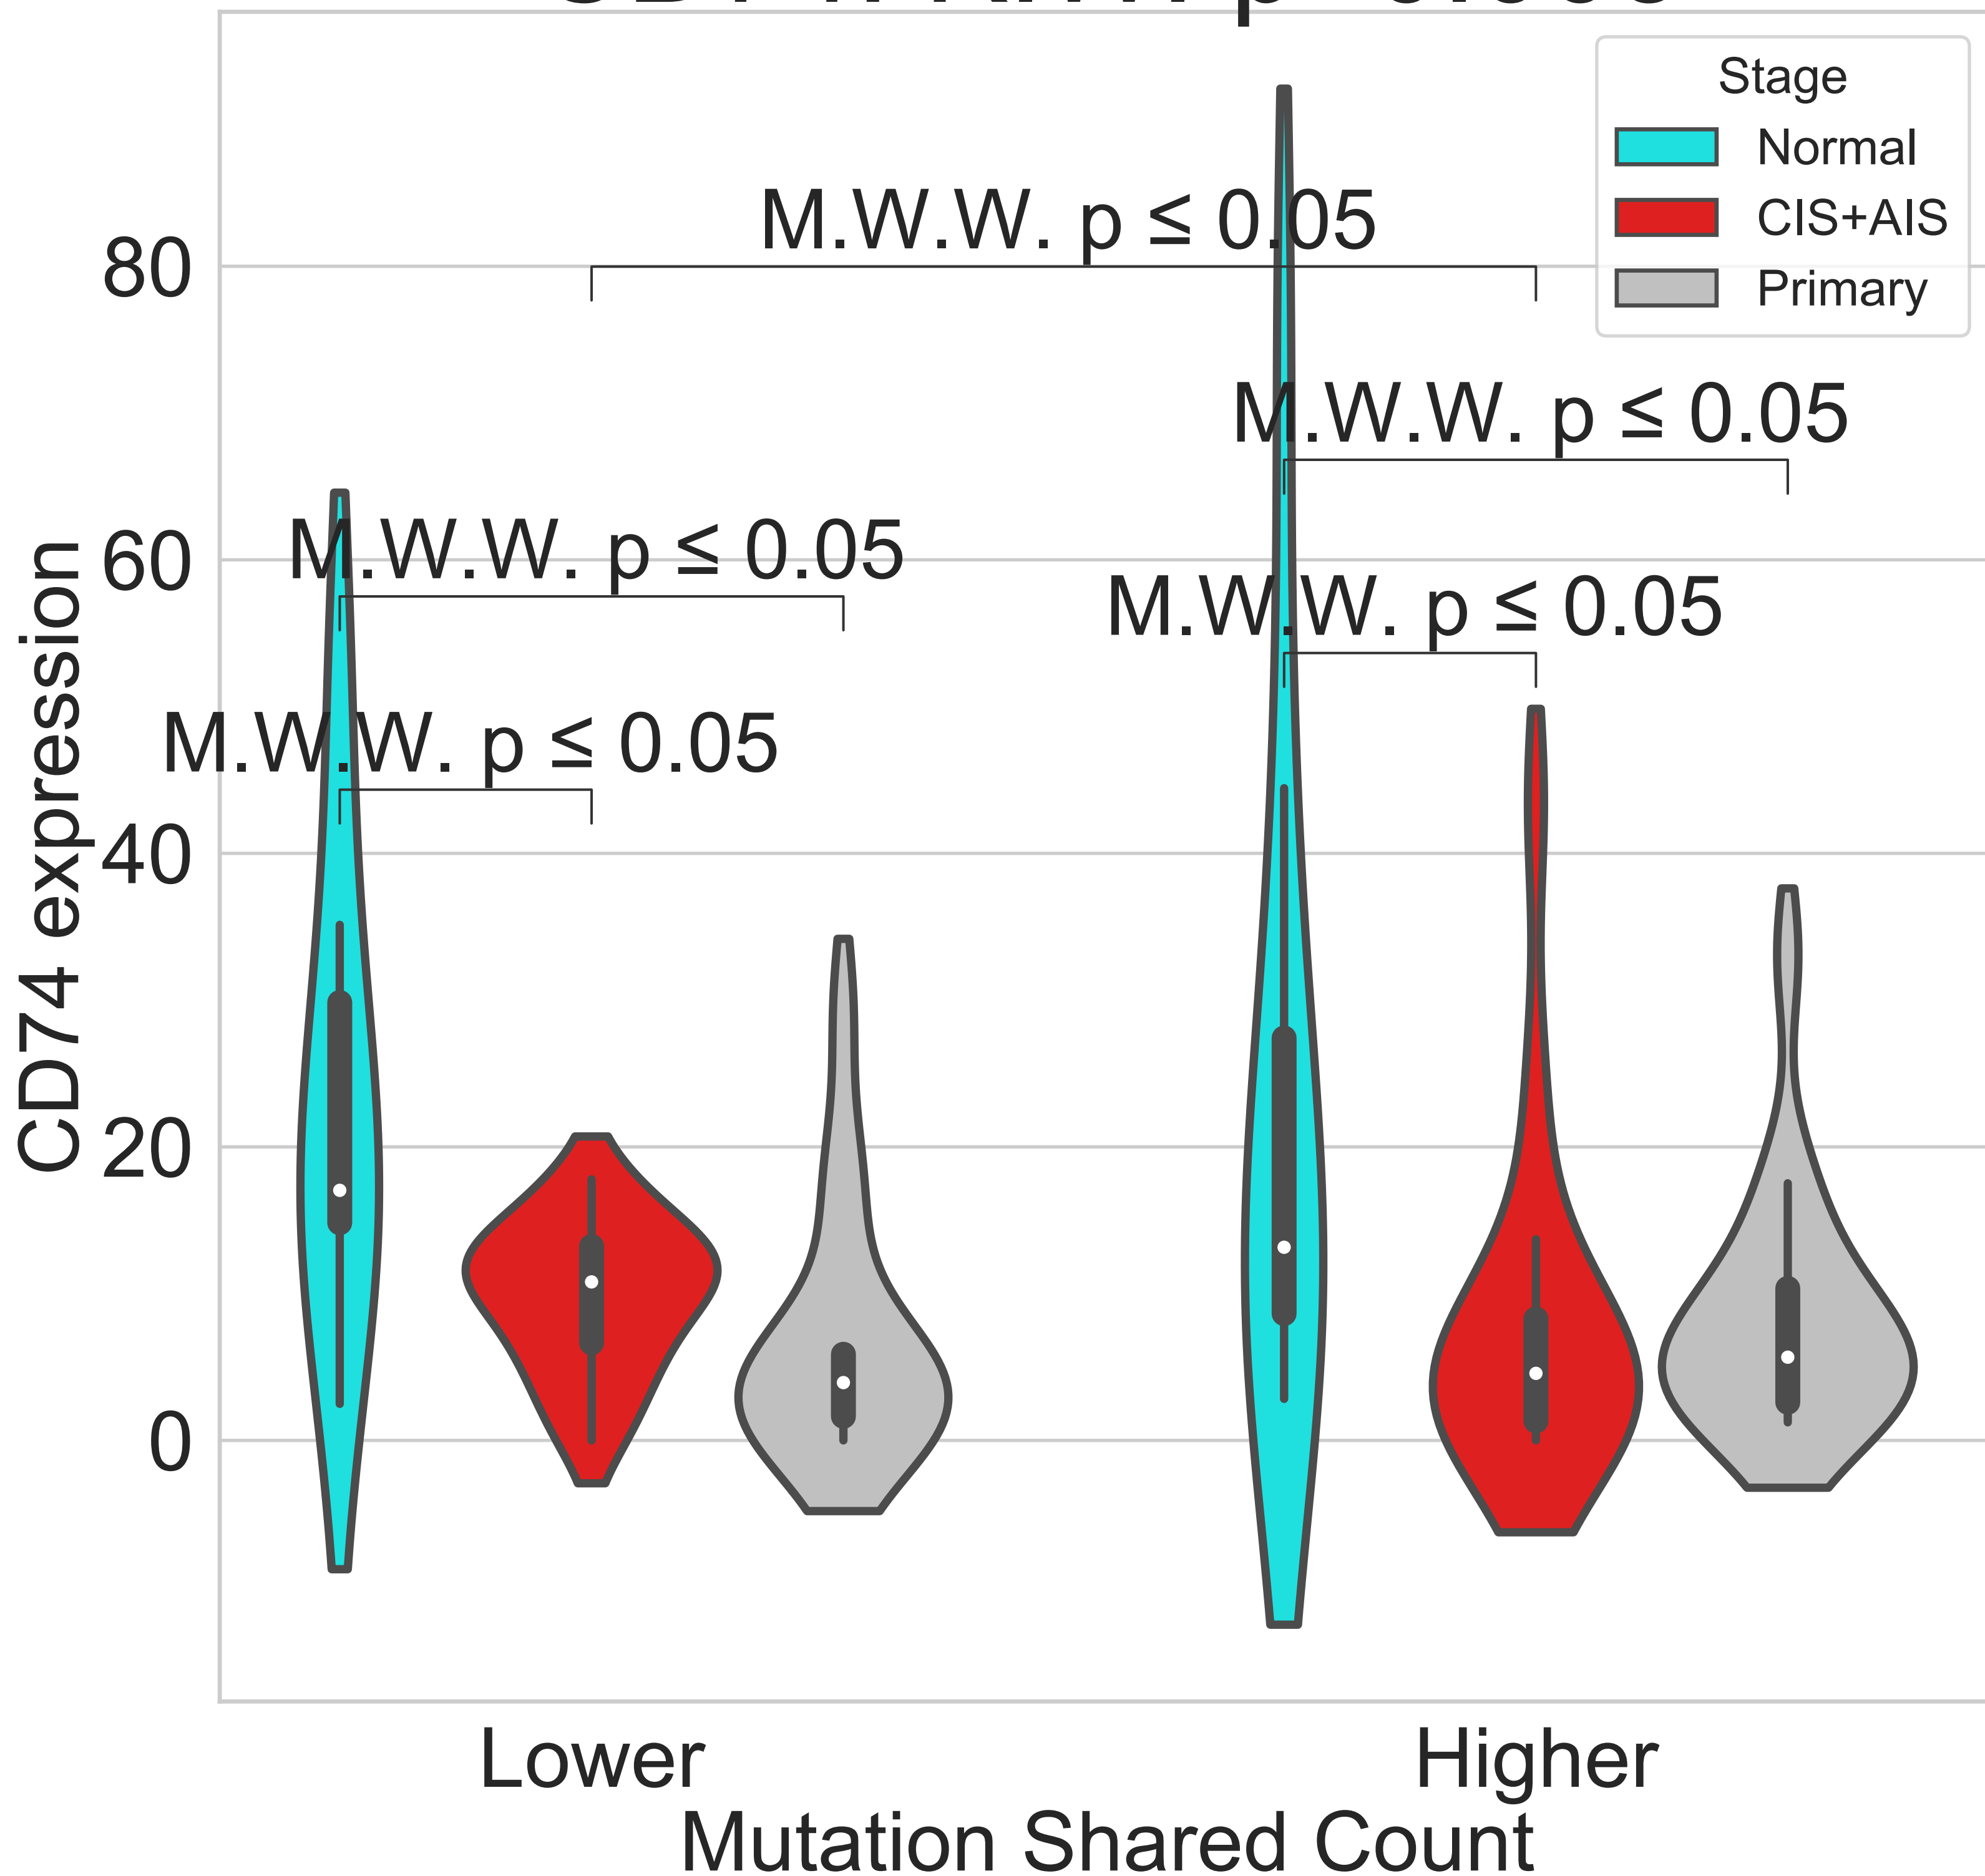 Stage
Normal
CIS+AIS
Primary
M.W.W. p ≤ 0.05
80
M.W.W. p ≤ 0.05
M.W.W. p ≤ 0.05
60
M.W.W. p ≤ 0.05
M.W.W. p ≤ 0.05
40
20
0
CD74 expression
Lower
Higher
Mutation Shared Count